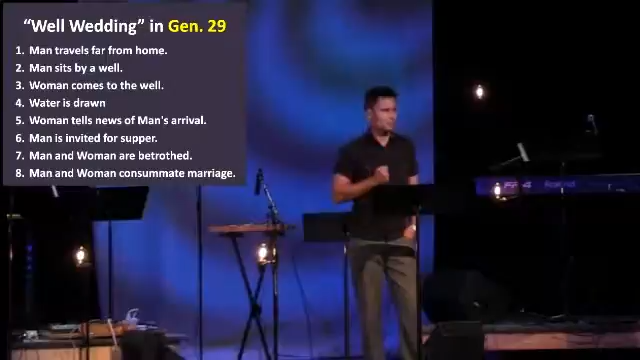 “Well Wedding” in Gen. 29
1. Man travels far from home.
2. Man sits by a well.
3. Woman comes to the well.
4. Water is drawn
5. Woman tells news of Man's arrival.
6. Man is invited for supper.
7. Man and Woman are betrothed.
8. Man and Woman consummate marriage.
Roland